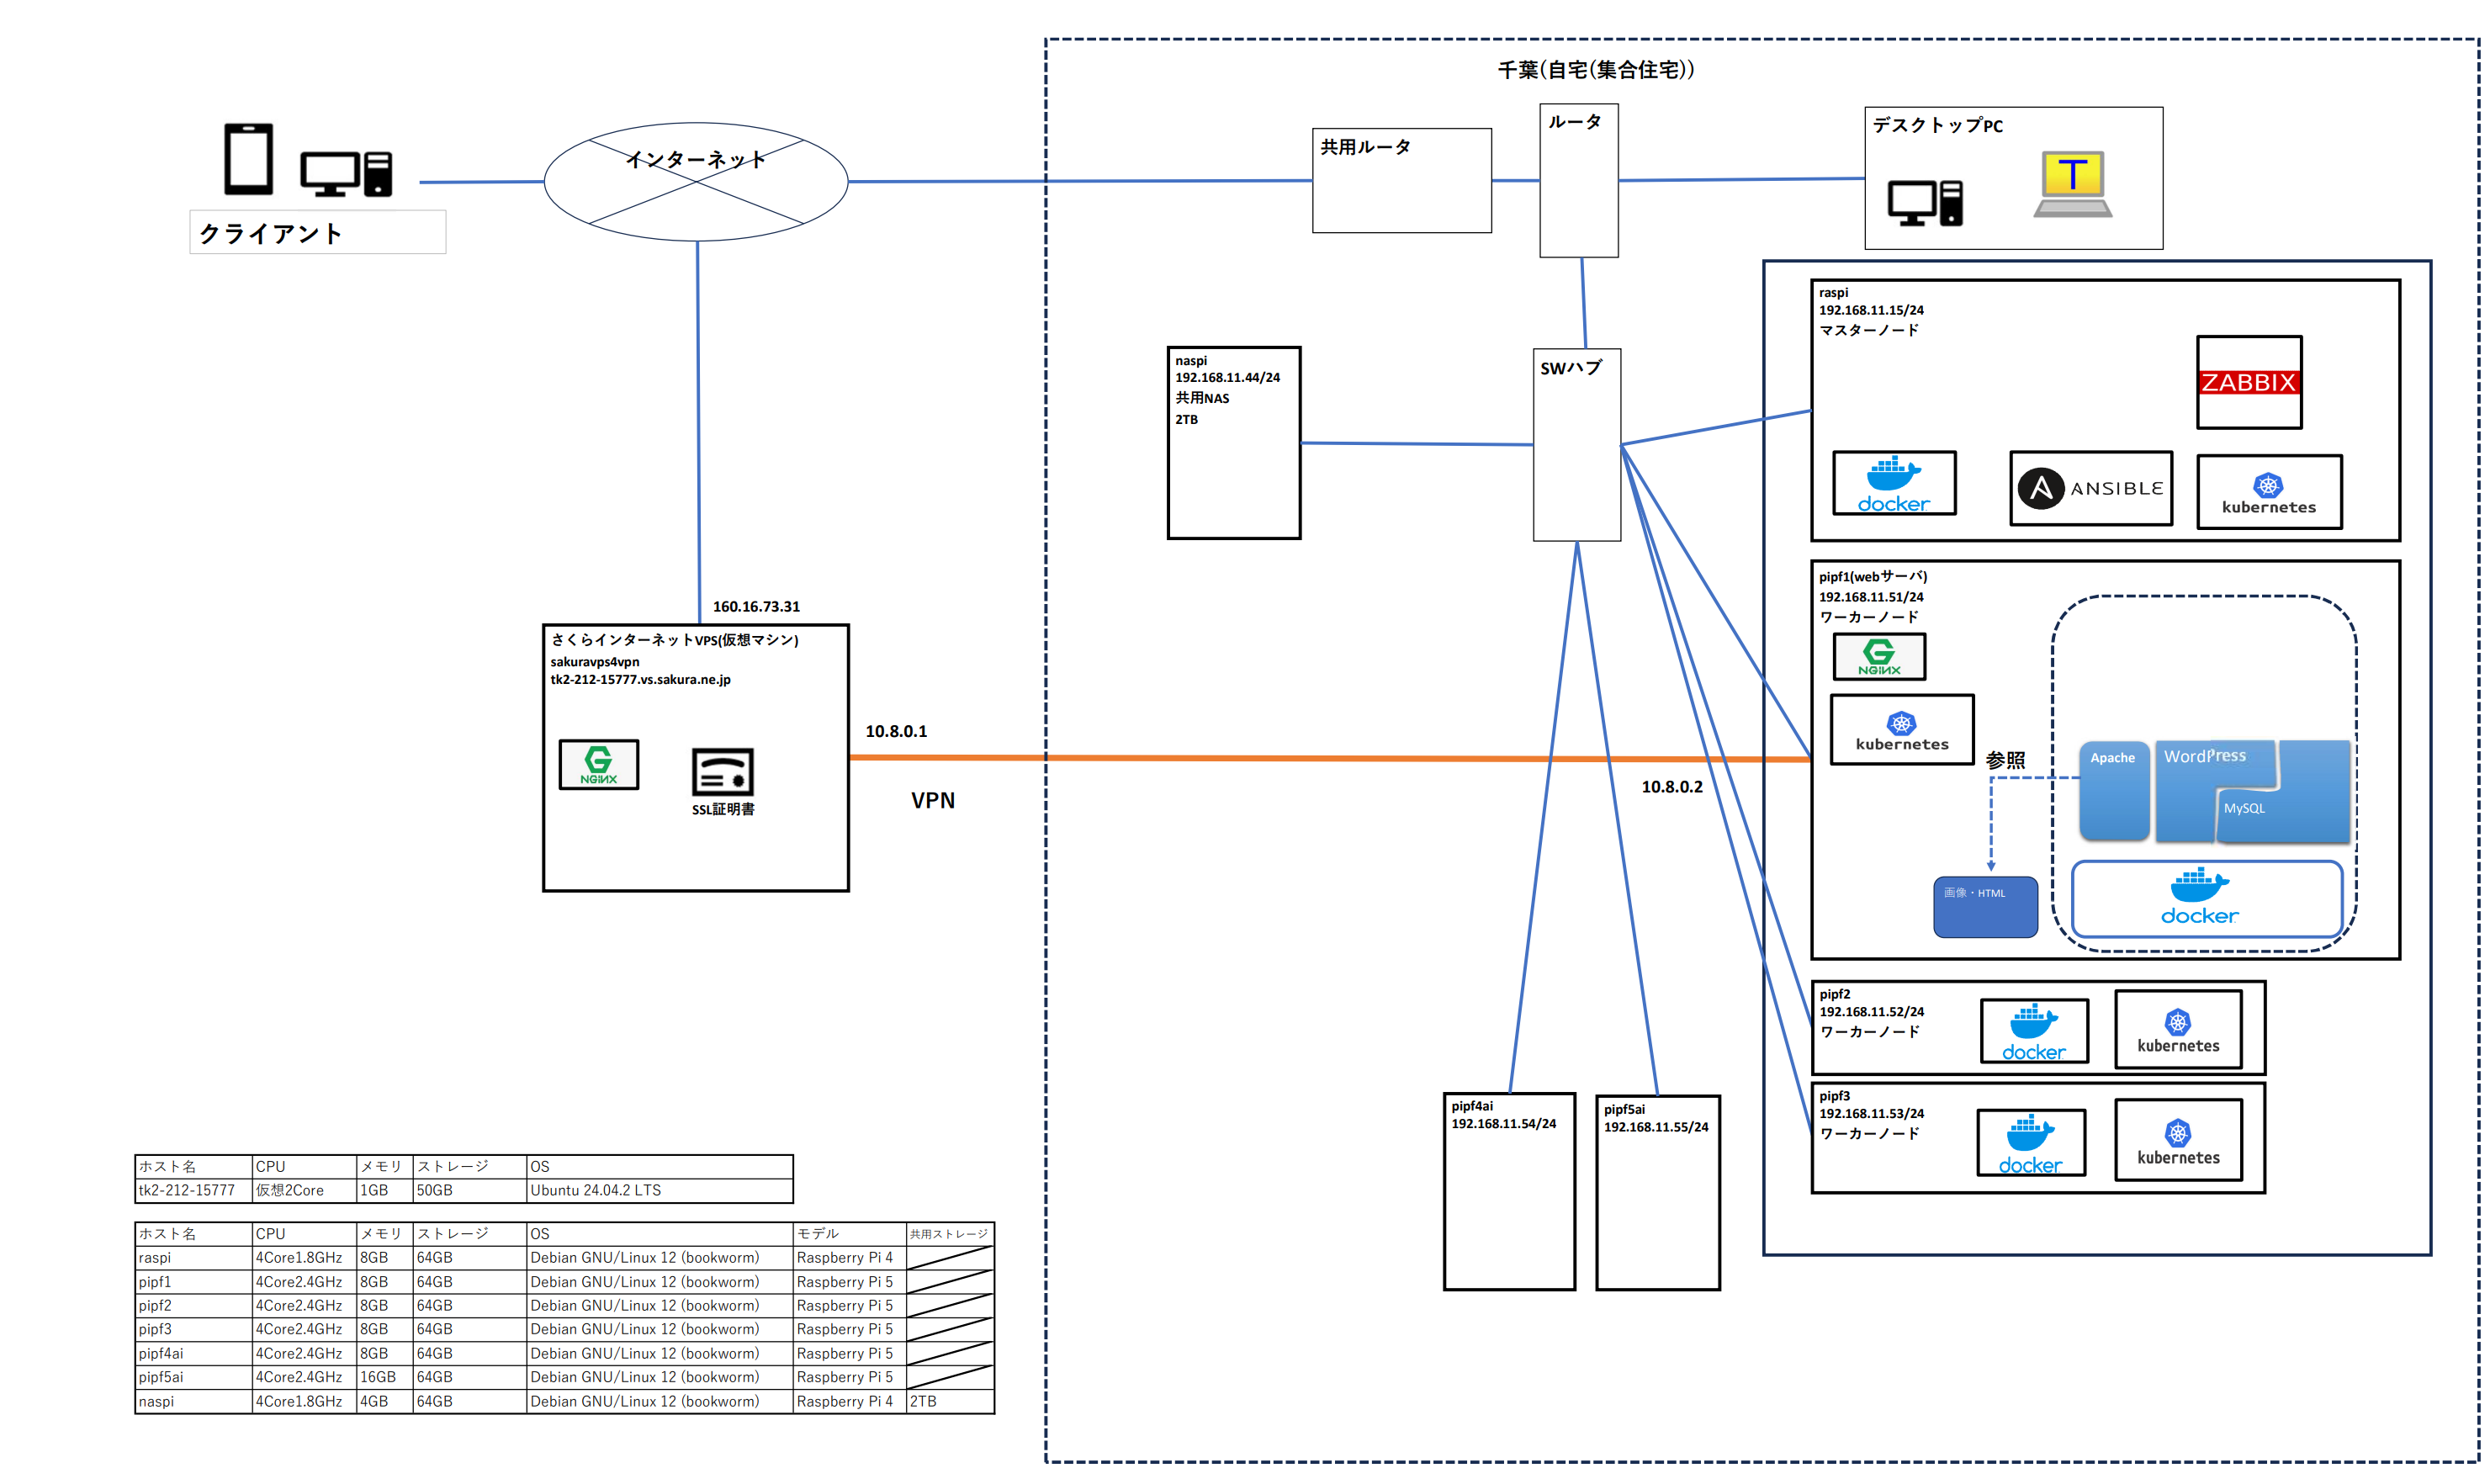 千葉(自宅(集合住宅))
インターネット
クライアント
共用ルータ
ルータ
デスクトップPC
T
naspi
192.168.11.44/24
共用NAS
2TB
SWハブ
raspi
192.168.11.15/24
マスターノード
ZABBIX
docker
ANSIBLE
kubernetes
160.16.73.31
さくらインターネットVPS(仮想マシン)
sakuravps4vpn
tk2-212-15777.vs.sakura.ne.jp
NGINX
SSL証明書
10.8.0.1
VPN
10.8.0.2
pipf1(webサーバ)
192.168.11.51/24
ワーカーノード
NGINX
kubernetes
参照
Apache
WordPress
MySQL
画像・HTML
docker
pipf2
192.168.11.52/24
ワーカーノード
docker
kubernetes
pipf3
192.168.11.53/24
ワーカーノード
docker
kubernetes
pipf4ai
192.168.11.54/24
pipf5ai
192.168.11.55/24
ホスト名 CPU メモリ ストレージ OS
tk2-212-15777 仮想2Core 1GB 50GB Ubuntu 24.04.2 LTS
ホスト名 CPU メモリ ストレージ OS モデル 共用ストレージ
raspi 4Core1.8GHz 8GB 64GB Debian GNU/Linux 12 (bookworm) Raspberry Pi 4
pipf1 4Core2.4GHz 8GB 64GB Debian GNU/Linux 12 (bookworm) Raspberry Pi 5
pipf2 4Core2.4GHz 8GB 64GB Debian GNU/Linux 12 (bookworm) Raspberry Pi 5
pipf3 4Core2.4GHz 8GB 64GB Debian GNU/Linux 12 (bookworm) Raspberry Pi 5
pipf4ai 4Core2.4GHz 8GB 64GB Debian GNU/Linux 12 (bookworm) Raspberry Pi 5
pipf5ai 4Core2.4GHz 16GB 64GB Debian GNU/Linux 12 (bookworm) Raspberry Pi 5
naspi 4Core1.8GHz 4GB 64GB Debian GNU/Linux 12 (bookworm) Raspberry Pi 4 2TB